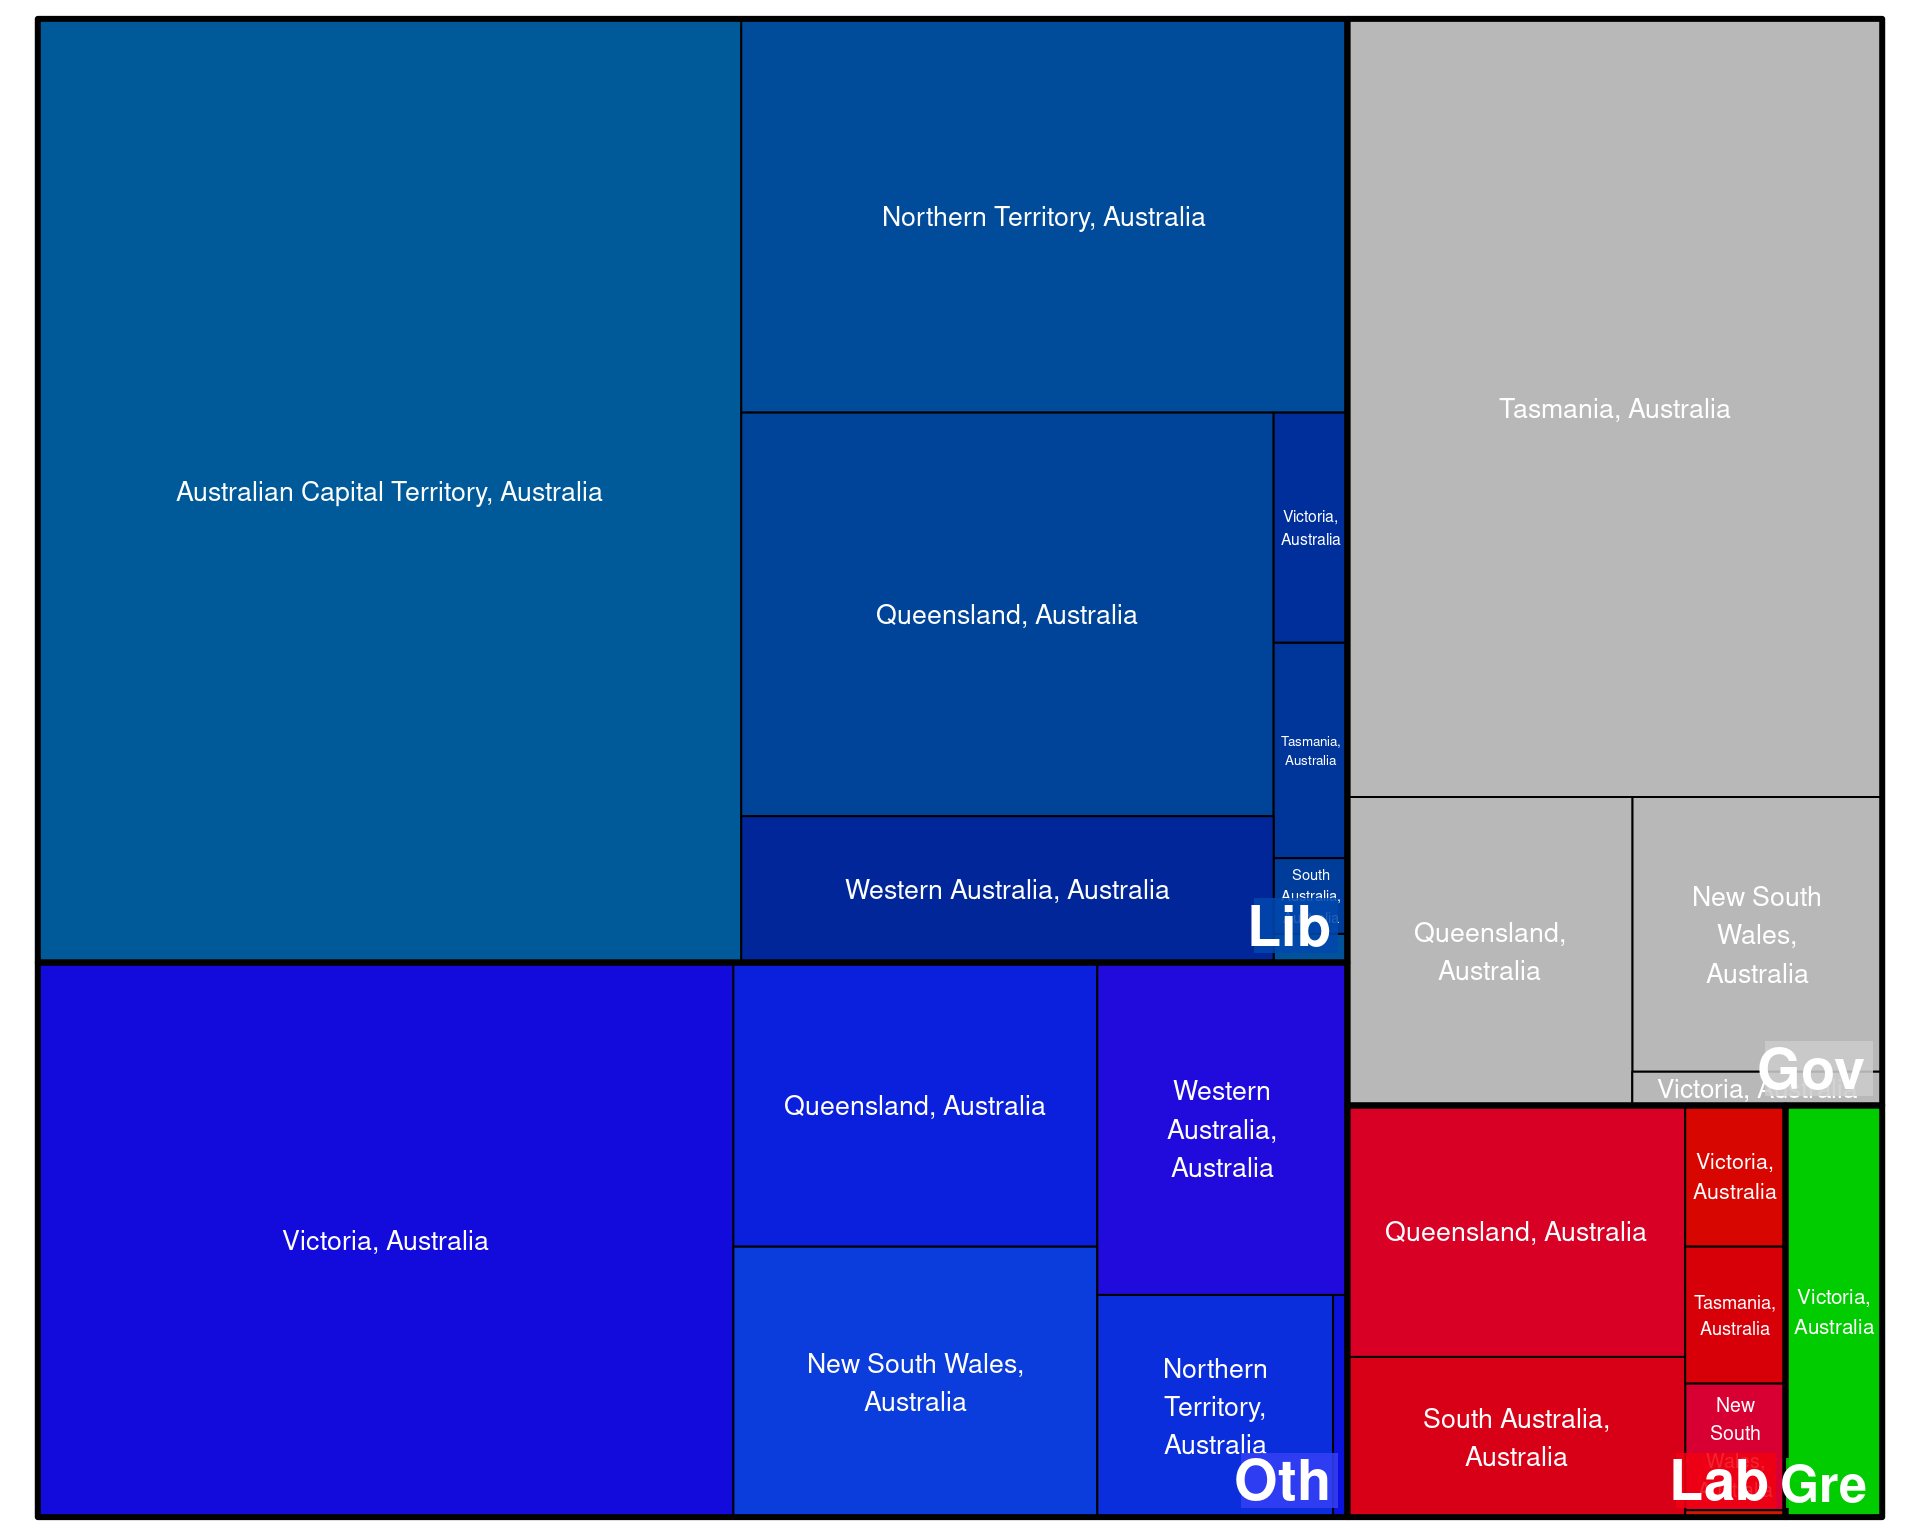 Australian Capital Territory, Australia
Northern Territory, Australia
Queensland, Australia
Victoria,
Australia
Tasmania,
Australia
Western Australia, Australia
South
Australia,
Lib
Tasmania, Australia
Queensland,
Australia
New South
Wales,
Australia
Victoria, Australia
Gov
Victoria, Australia
Queensland, Australia
New South Wales,
Australia
Western
Australia,
Australia
Northern
Territory,
Australia
Oth
Queensland, Australia
South Australia,
Australia
Victoria,
Australia
Tasmania,
Australia
New
South
Wales,
Lab
Victoria,
Australia
Gre